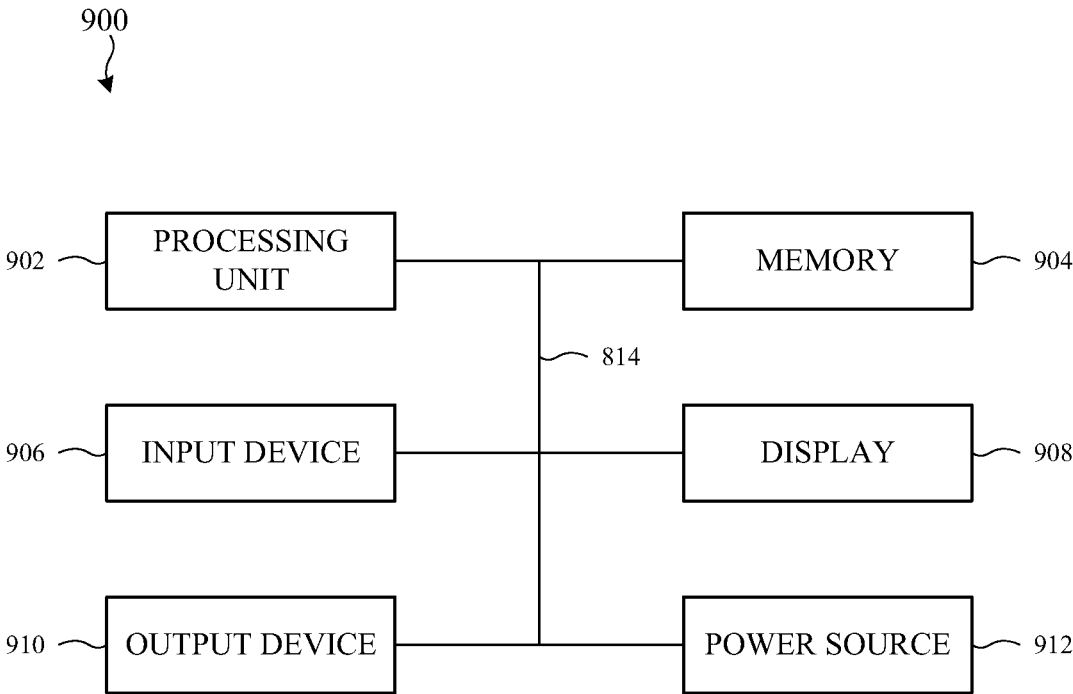 900
902
PROCESSING
UNIT
MEMORY
904
814
906
INPUT DEVICE
DISPLAY
908
910
OUTPUT DEVICE
POWER SOURCE
912